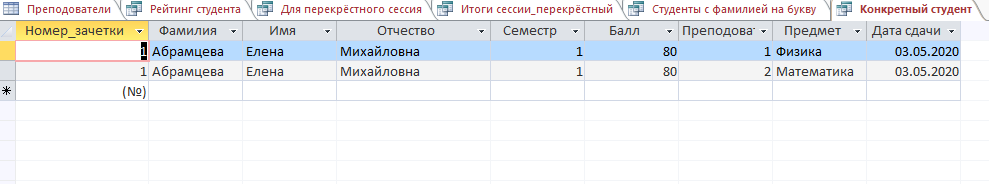 Преподователи Рейтинг студента Для перекрёстного сессия Итоги сессии_перекрёстный Студенты с фамилией на букву Конкретный студент
Номер_зачетки Фамилия Имя Отчество Семестр Балл Преподоват Предмет Дата сдачи
1 Абрамцева Елена Михайловна 1 80 1 Физика 03.05.2020
1 Абрамцева Елена Михайловна 1 80 2 Математика 03.05.2020
* (№)